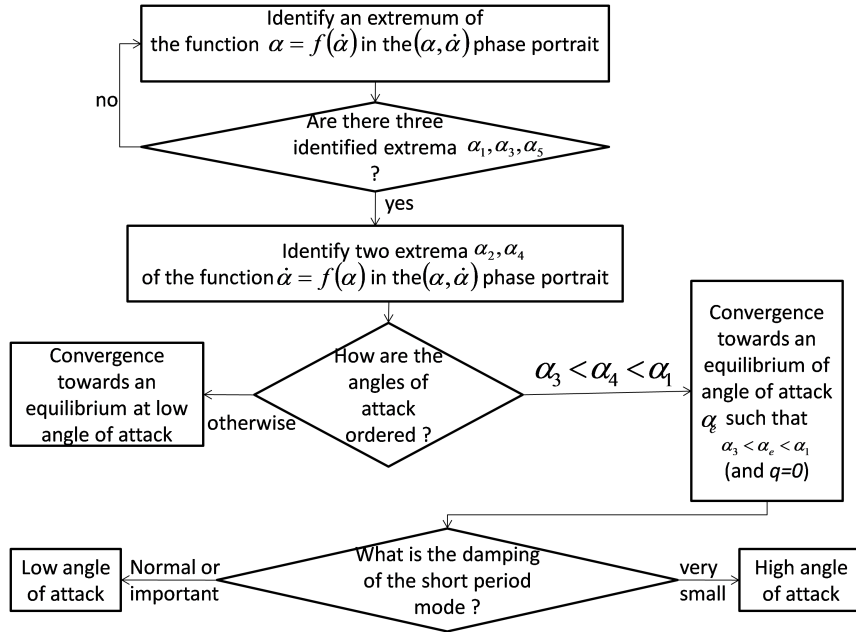 Identify an extremum of
the function α = f(α̇) in the (α, α̇) phase portrait
no
Are there three
identified extrema α₁, α₃, α₅
?
yes
Identify two extrema α₂, α₄
of the function α̇ = f(α) in the (α, α̇) phase portrait
Convergence
towards an
equilibrium at low
angle of attack
otherwise
How are the
angles of
attack
ordered ?
α₃ < α₄ < α₁
Convergence
towards an
equilibrium of
angle of attack
αₑ such that
α₃ < αₑ < α₁
(and q=0)
Low angle
of attack
Normal or
important
What is the damping
of the short period
mode ?
very
small
High angle
of attack